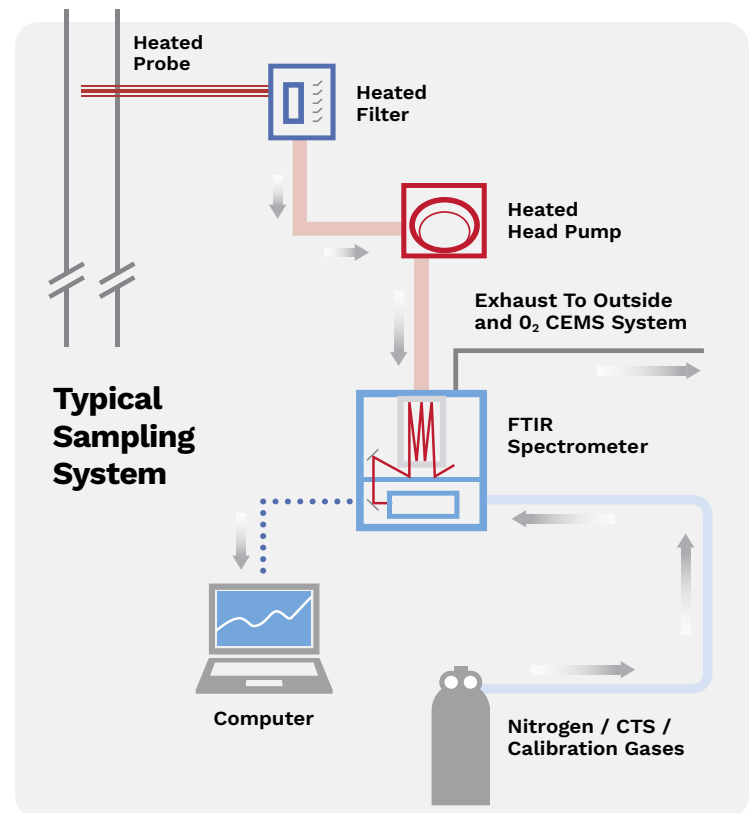 Heated
Probe
Heated
Filter
Heated
Head Pump
Exhaust To Outside
and 0₂ CEMS System
Typical
Sampling
System
FTIR
Spectrometer
Computer
Nitrogen / CTS /
Calibration Gases